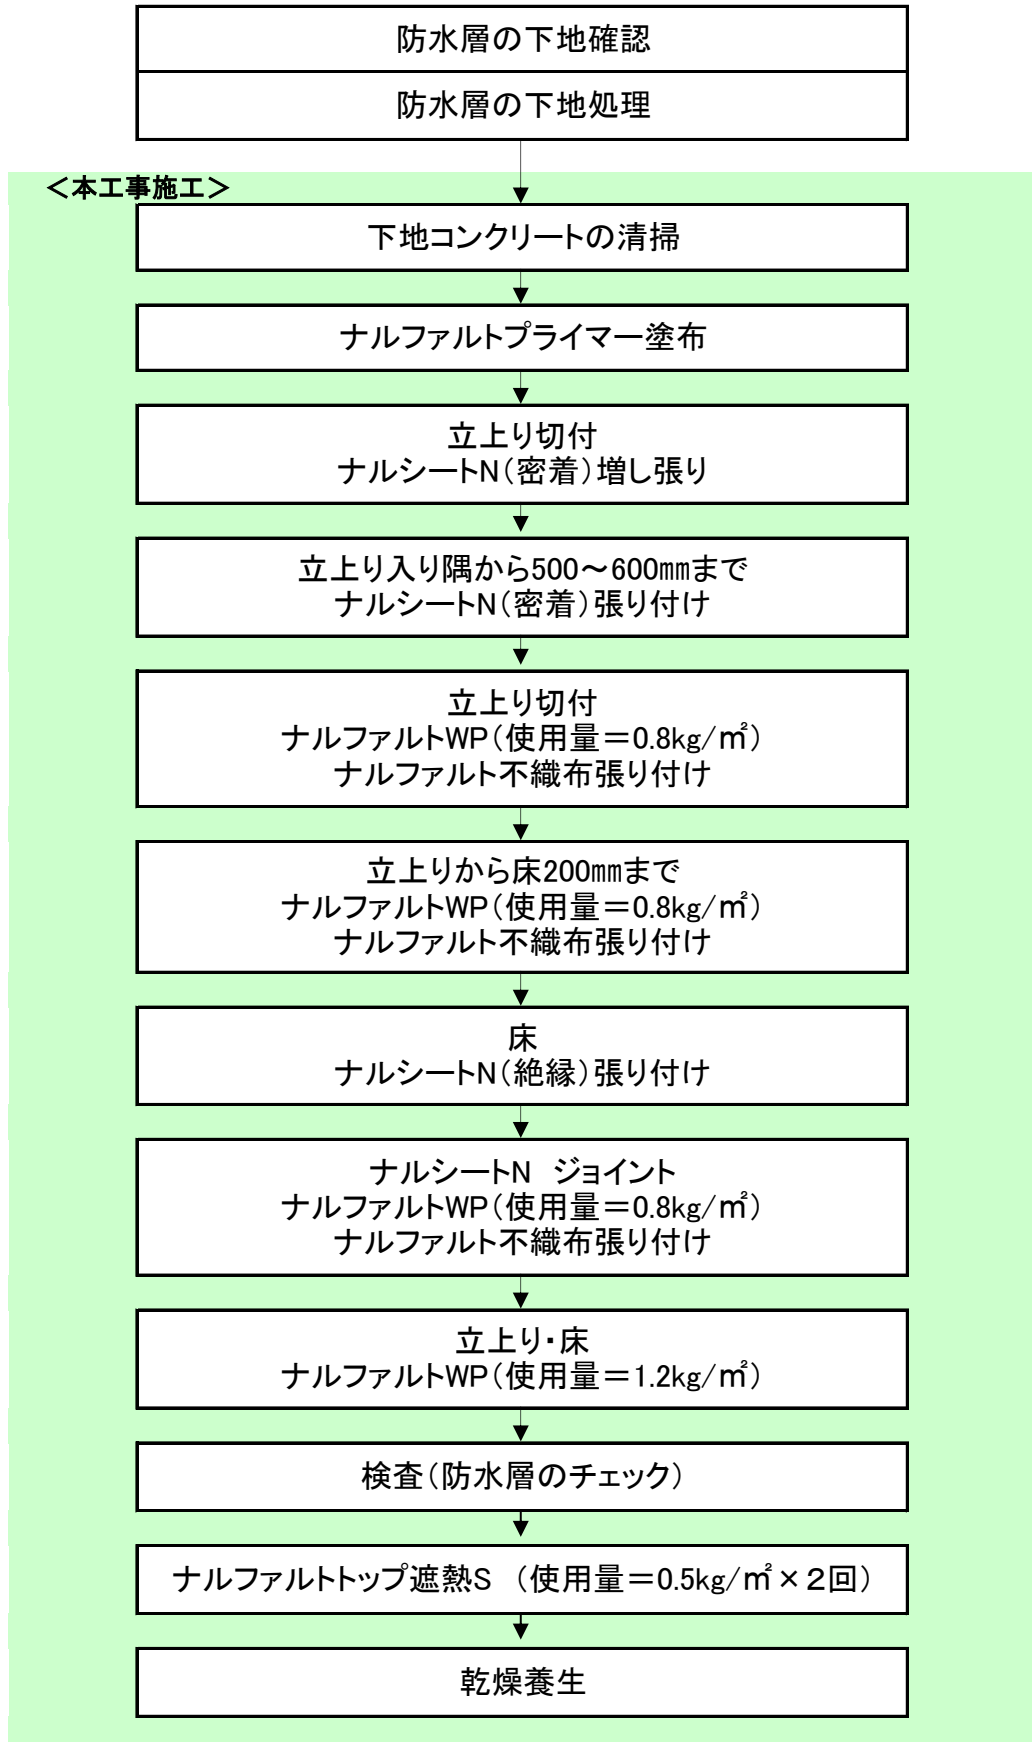 防水層の下地確認
防水層の下地処理
＜本工事施工＞
下地コンクリートの清掃
ナルファルトプライマー塗布
立上り切付
ナルシートN（密着）増し張り
立上り入り隅から500～600㎜まで
ナルシートN（密着）張り付け
立上り切付
ナルファルトWP（使用量＝0.8kg/㎡）
ナルファルト不織布張り付け
立上りから床200㎜まで
ナルファルトWP（使用量＝0.8kg/㎡）
ナルファルト不織布張り付け
床
ナルシートN（絶縁）張り付け
ナルシートN　ジョイント
ナルファルトWP（使用量＝0.8kg/㎡）
ナルファルト不織布張り付け
立上り・床
ナルファルトWP（使用量＝1.2kg/㎡）
検査（防水層のチェック）
ナルファルトトップ遮熱S　（使用量＝0.5kg/㎡×２回）
乾燥養生